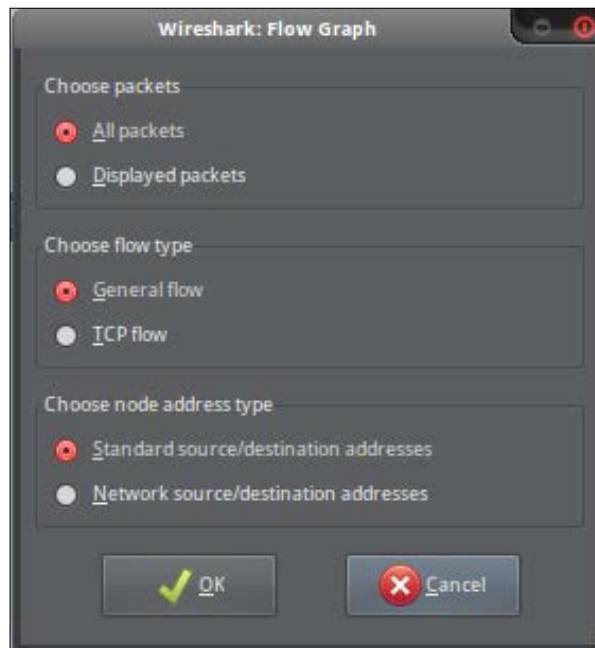 Wireshark: Flow Graph
Choose packets
All packets
Displayed packets
Choose flow type
General flow
TCP flow
Choose node address type
Standard source/destination addresses
Network source/destination addresses
OK
Cancel